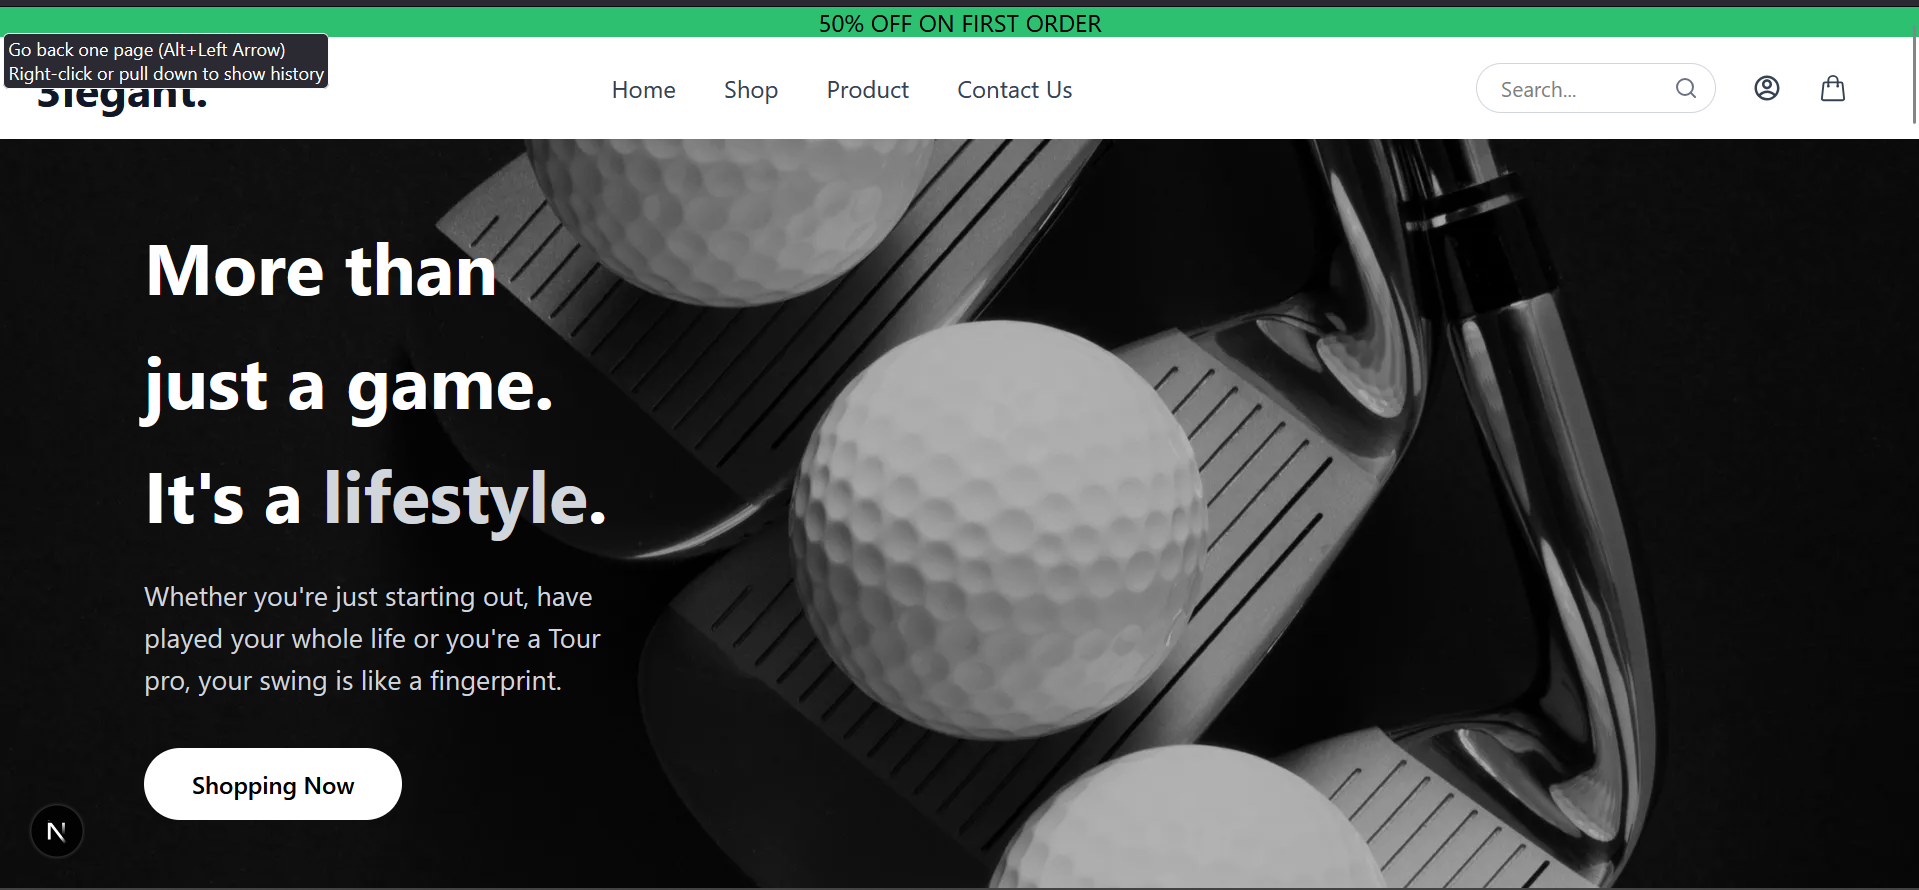 50% OFF ON FIRST ORDER
Go back one page (Alt+Left Arrow)
Right-click or pull down to show history
3legant.
Home Shop Product Contact Us Search...
More than
just a game.
It's a lifestyle.
Whether you're just starting out, have
played your whole life or you're a Tour
pro, your swing is like a fingerprint.
Shopping Now
N